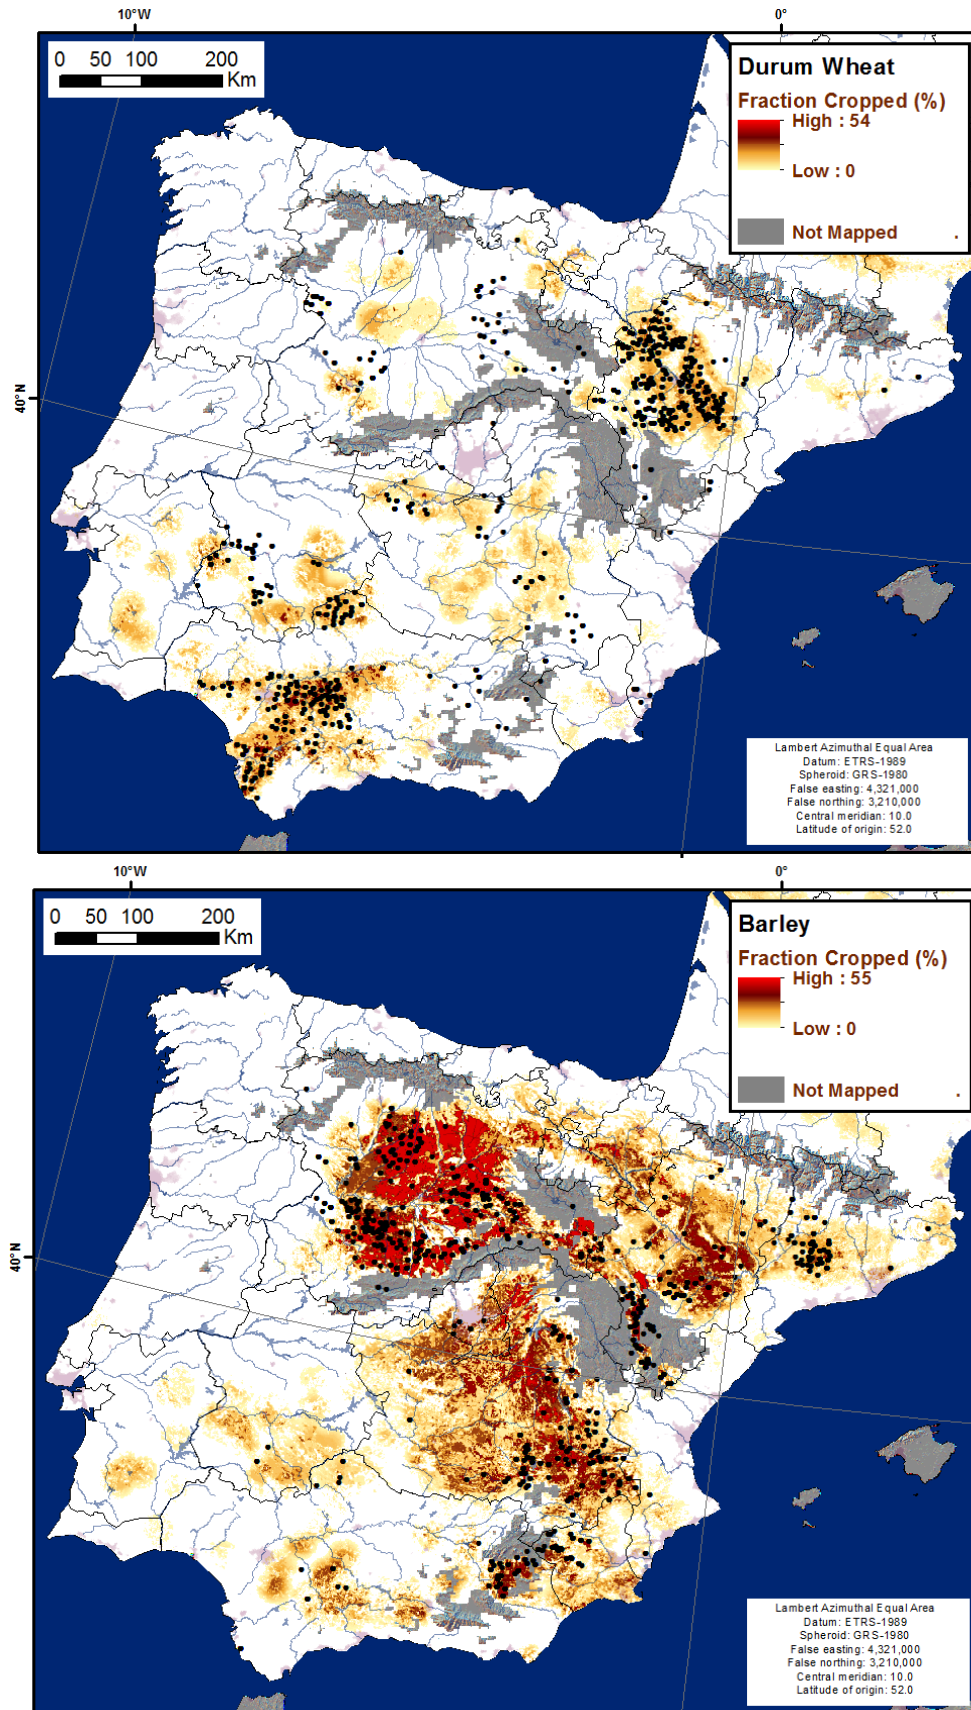 10°W
0°
0 50 100 200
Km
Durum Wheat
Fraction Cropped (%)
High : 54
Low : 0
Not Mapped .
40°N
Lambert Azimuthal Equal Area
Datum: ETRS-1989
Spheroid: GRS-1980
False easting: 4,321,000
False northing: 3,210,000
Central meridian: 10.0
Latitude of origin: 52.0
10°W
0°
0 50 100 200
Km
Barley
Fraction Cropped (%)
High : 55
Low : 0
Not Mapped .
40°N
Lambert Azimuthal Equal Area
Datum: ETRS-1989
Spheroid: GRS-1980
False easting: 4,321,000
False northing: 3,210,000
Central meridian: 10.0
Latitude of origin: 52.0